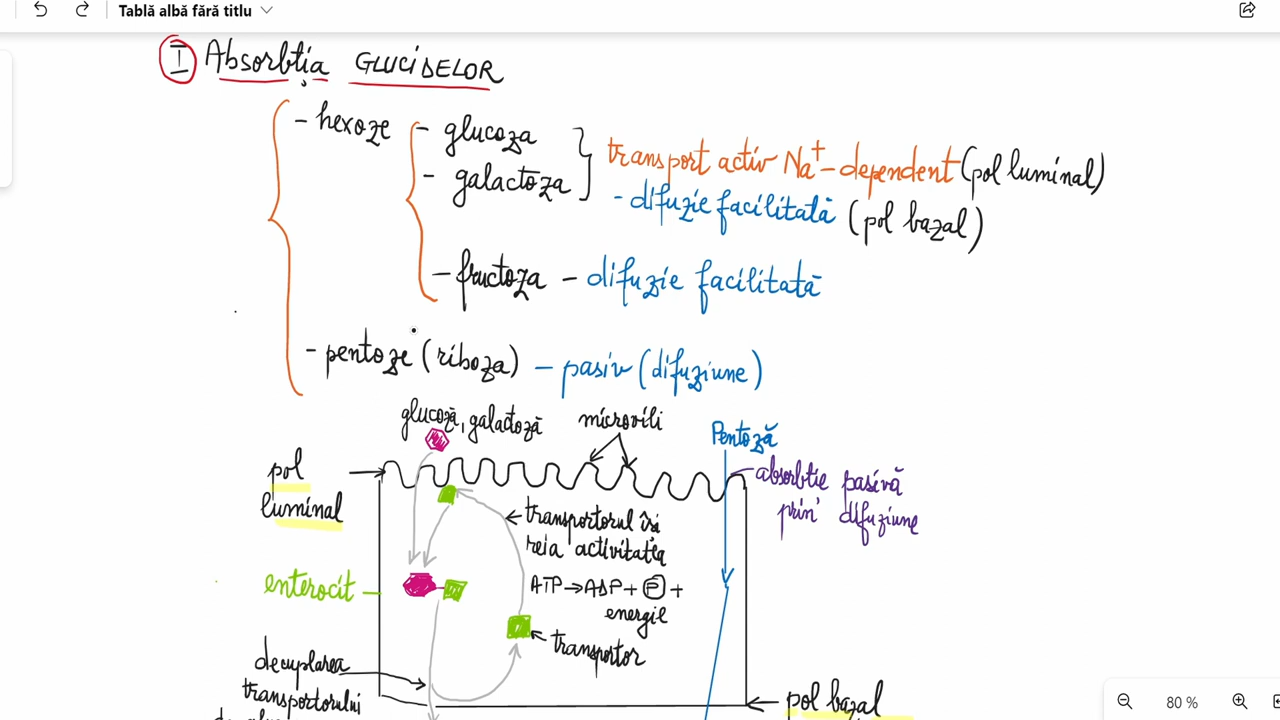 Tablă albă fără titlu
I Absorbția GLUCIDELOR
- hexoze - glucoza
- galactoza
transport activ Na+-dependent (pol luminal)
- difuzie facilitată (pol bazal)
- fructoza - difuzie facilitată
- pentoze (riboza) - pasiv (difuziune)
glucoză, galactoză
microvili
Pentoză
pol luminal
absorbtie pasivă
prin difuziune
transportorul își
reia activitatea
enterocit
ATP→ADP+P+
energie
transportor
decuplarea
transportorului
pol bazal
80 %